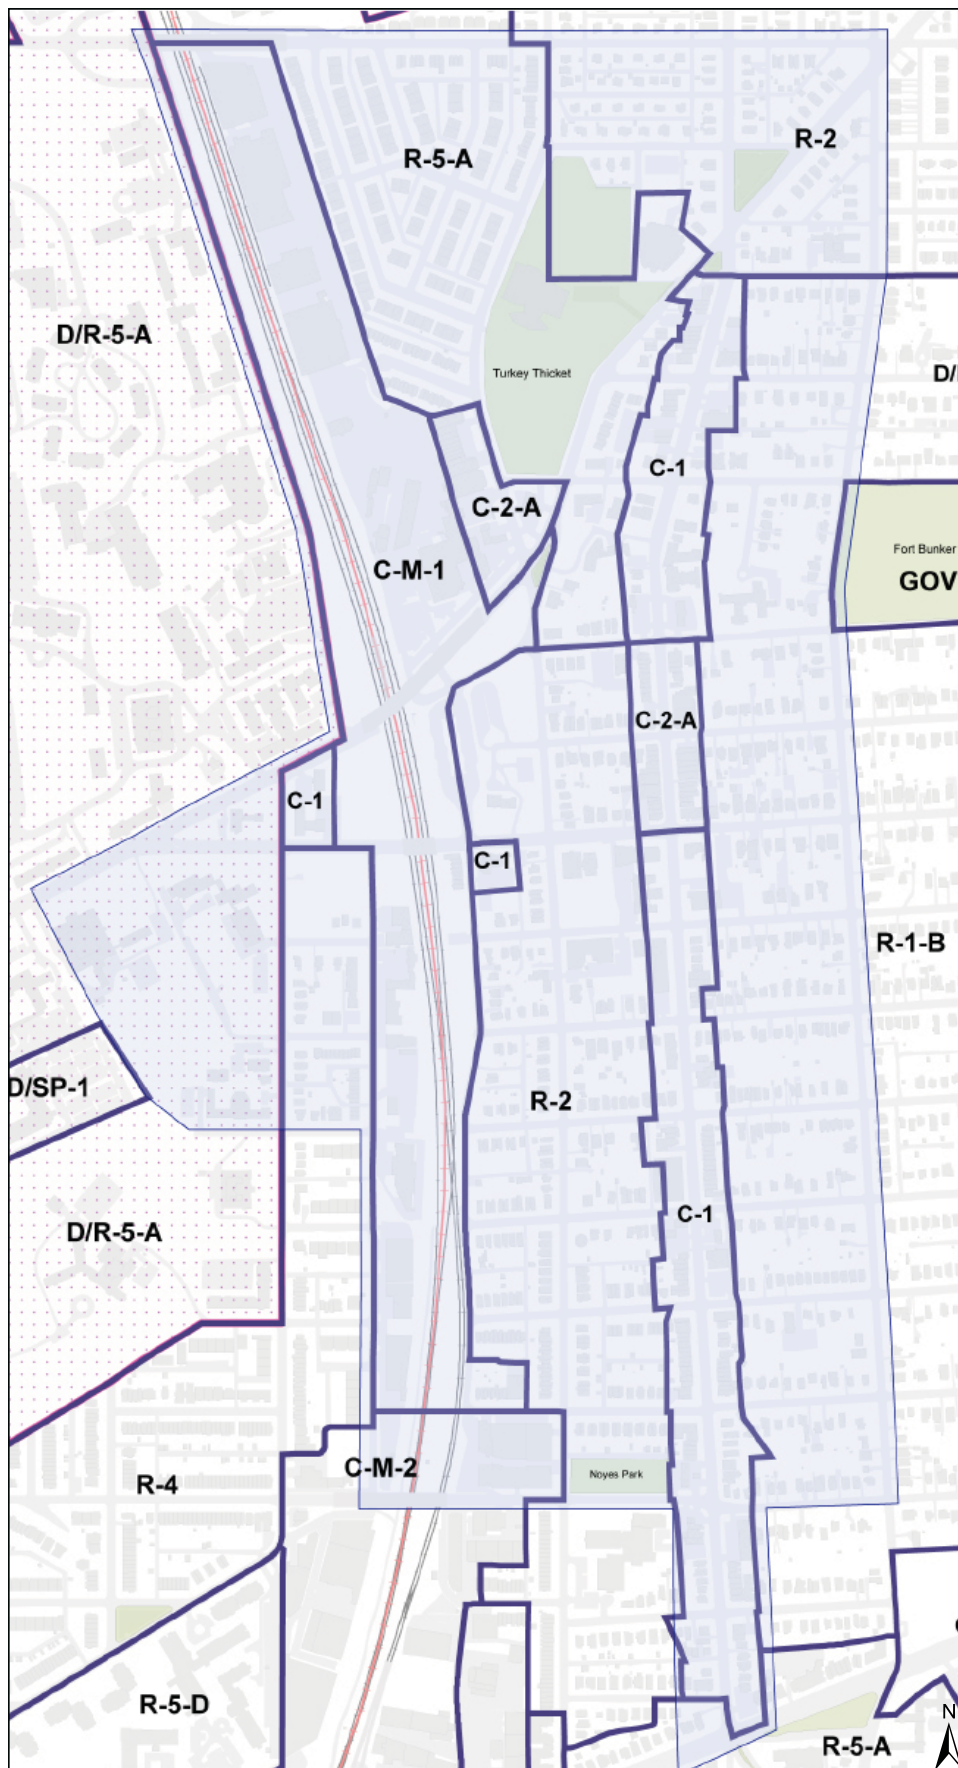 R-2
R-5-A
D/R-5-A
Turkey Thicket
D/
C-1
C-2-A
Fort Bunker
C-M-1
GOV
C-2-A
C-1
C-1
R-1-B
D/SP-1
R-2
C-1
D/R-5-A
C-M-2
Noyes Park
R-4
R-5-D
N
R-5-A